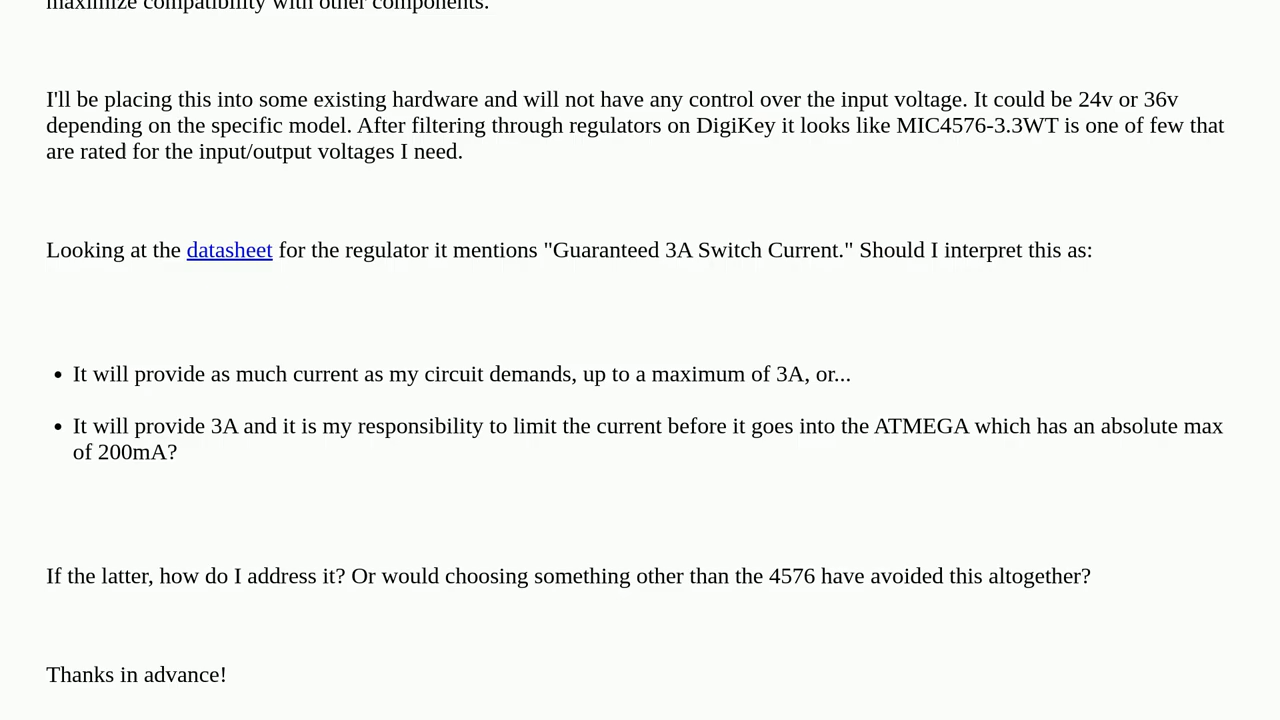 maximize compatibility with other components.
I'll be placing this into some existing hardware and will not have any control over the input voltage. It could be 24v or 36v
depending on the specific model. After filtering through regulators on DigiKey it looks like MIC4576-3.3WT is one of few that
are rated for the input/output voltages I need.
Looking at the datasheet for the regulator it mentions "Guaranteed 3A Switch Current." Should I interpret this as:
• It will provide as much current as my circuit demands, up to a maximum of 3A, or...
• It will provide 3A and it is my responsibility to limit the current before it goes into the ATMEGA which has an absolute max
of 200mA?
If the latter, how do I address it? Or would choosing something other than the 4576 have avoided this altogether?
Thanks in advance!